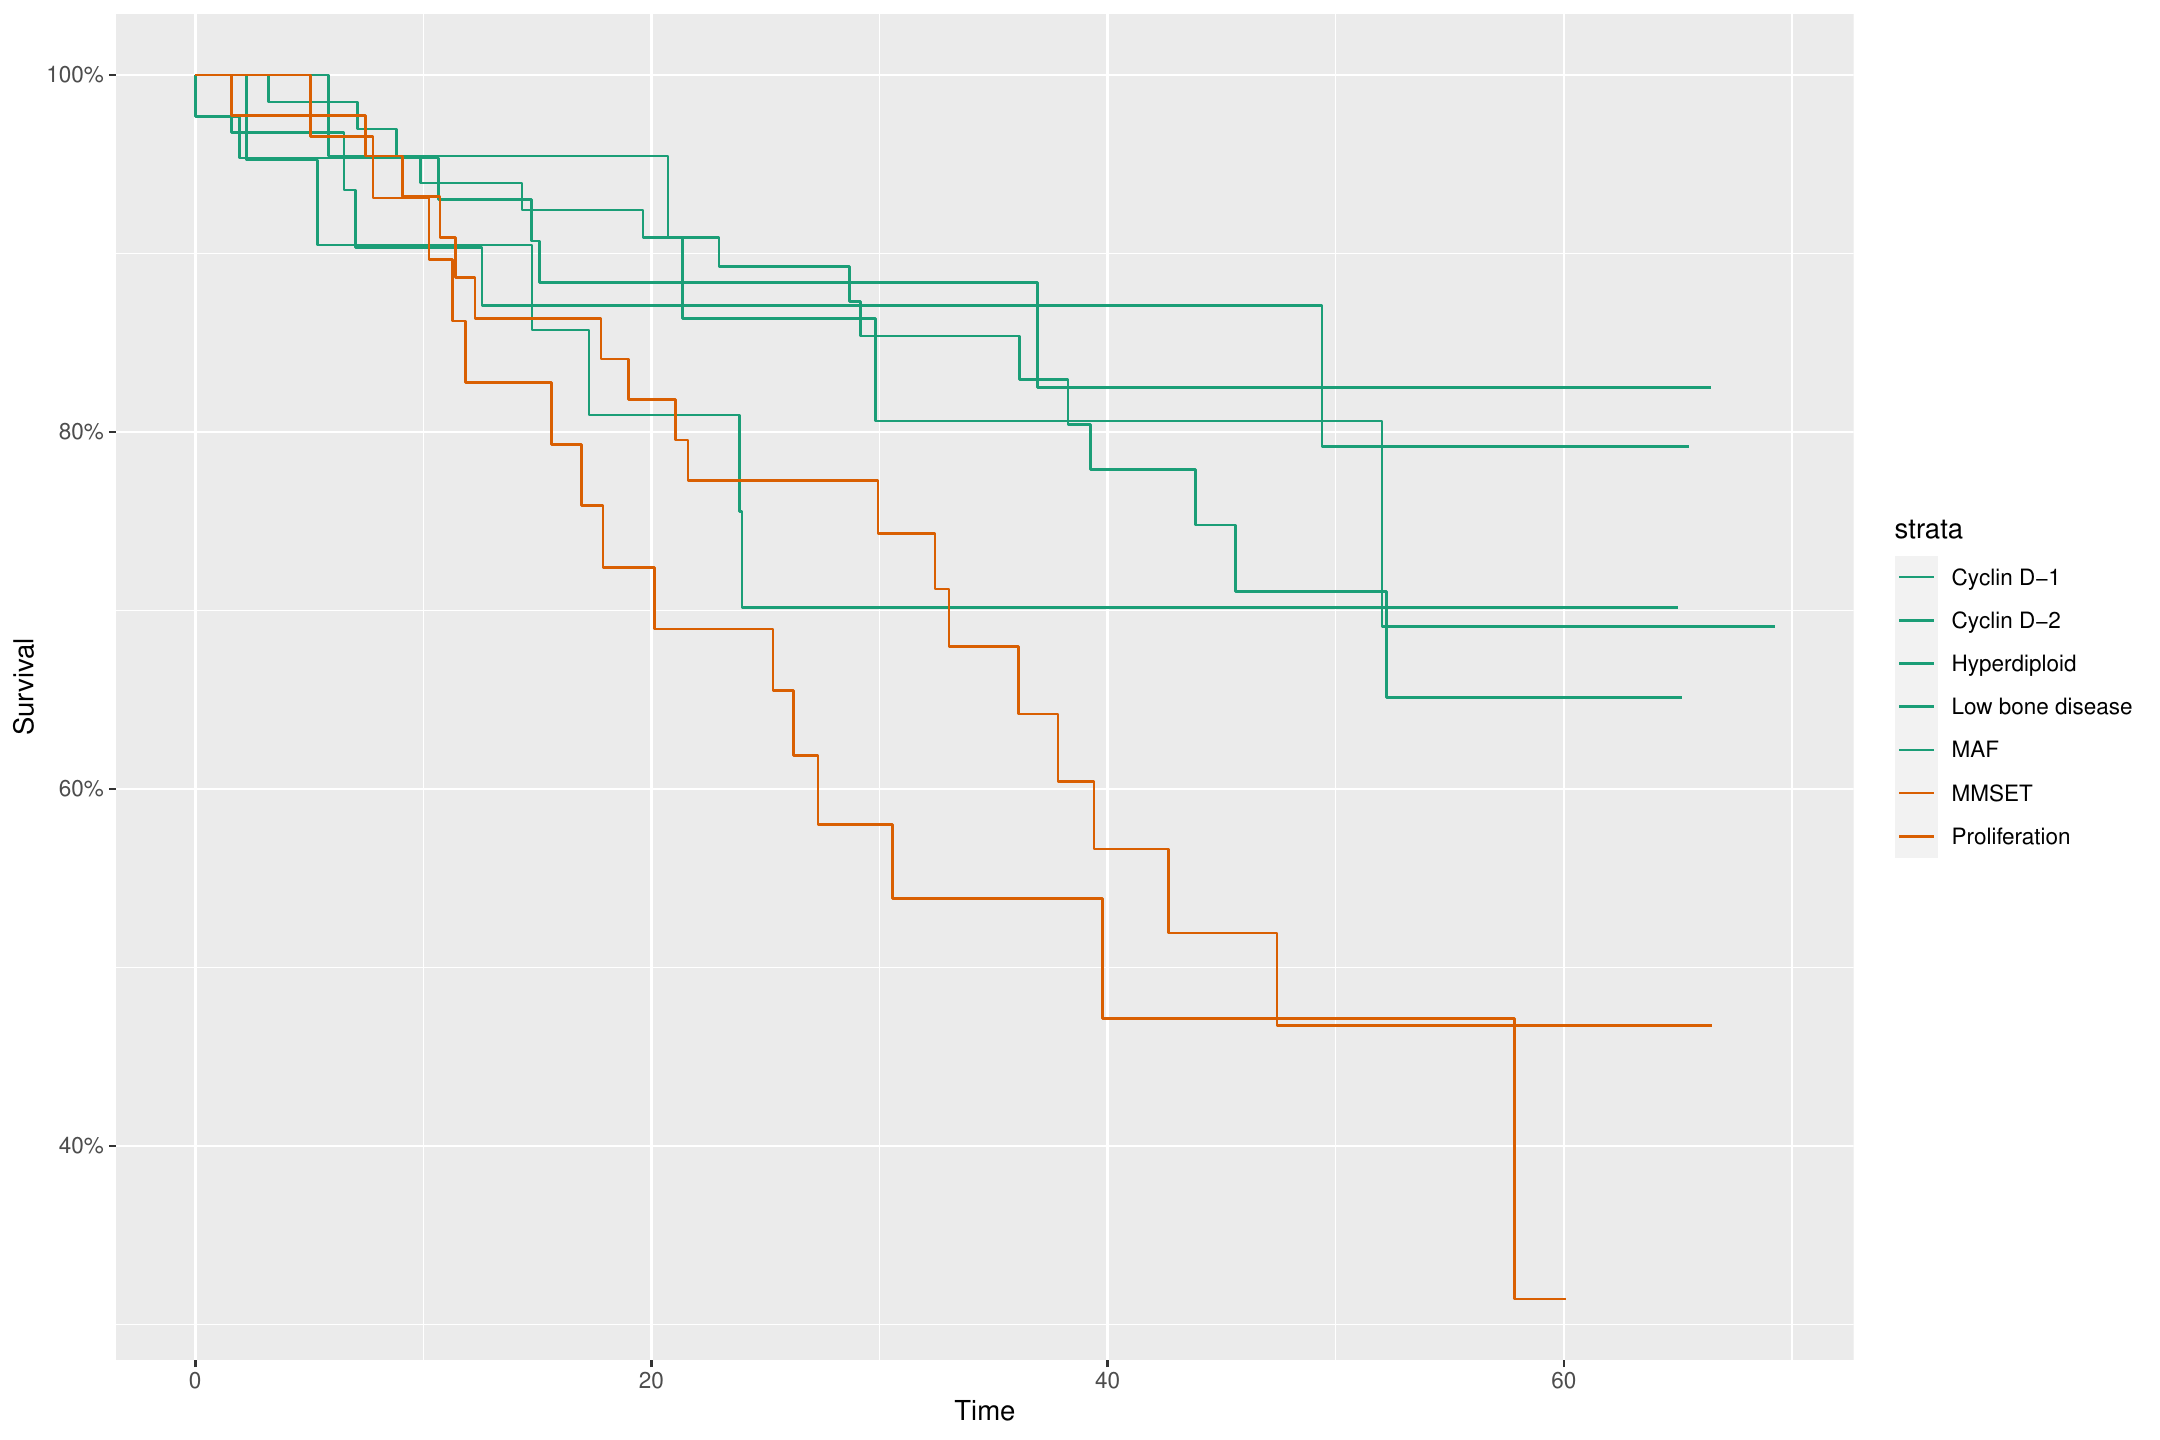 100%
80%
60%
40%
Survival
0
20
40
60
Time
strata
Cyclin D−1
Cyclin D−2
Hyperdiploid
Low bone disease
MAF
MMSET
Proliferation